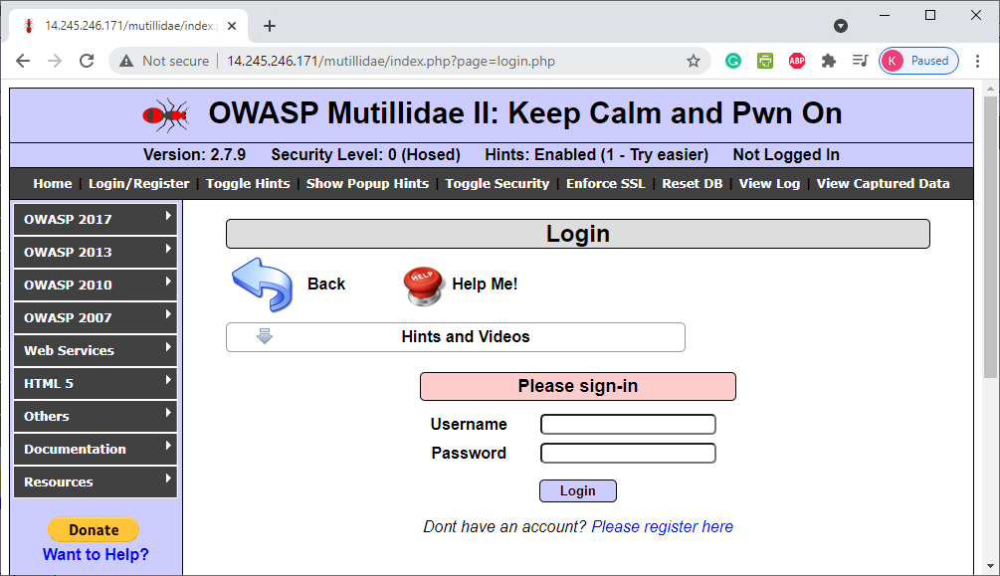 14.245.246.171/mutillidae/index.
Not secure | 14.245.246.171/mutillidae/index.php?page=login.php ABP K Paused
OWASP Mutillidae II: Keep Calm and Pwn On
Version: 2.7.9 Security Level: 0 (Hosed) Hints: Enabled (1 - Try easier) Not Logged In
Home | Login/Register | Toggle Hints | Show Popup Hints | Toggle Security | Enforce SSL | Reset DB | View Log | View Captured Data
OWASP 2017
OWASP 2013
OWASP 2010
OWASP 2007
Web Services
HTML 5
Others
Documentation
Resources
Donate
Want to Help?
Login
Back HELP Help Me!
Hints and Videos
Please sign-in
Username
Password
Login
Dont have an account? Please register here